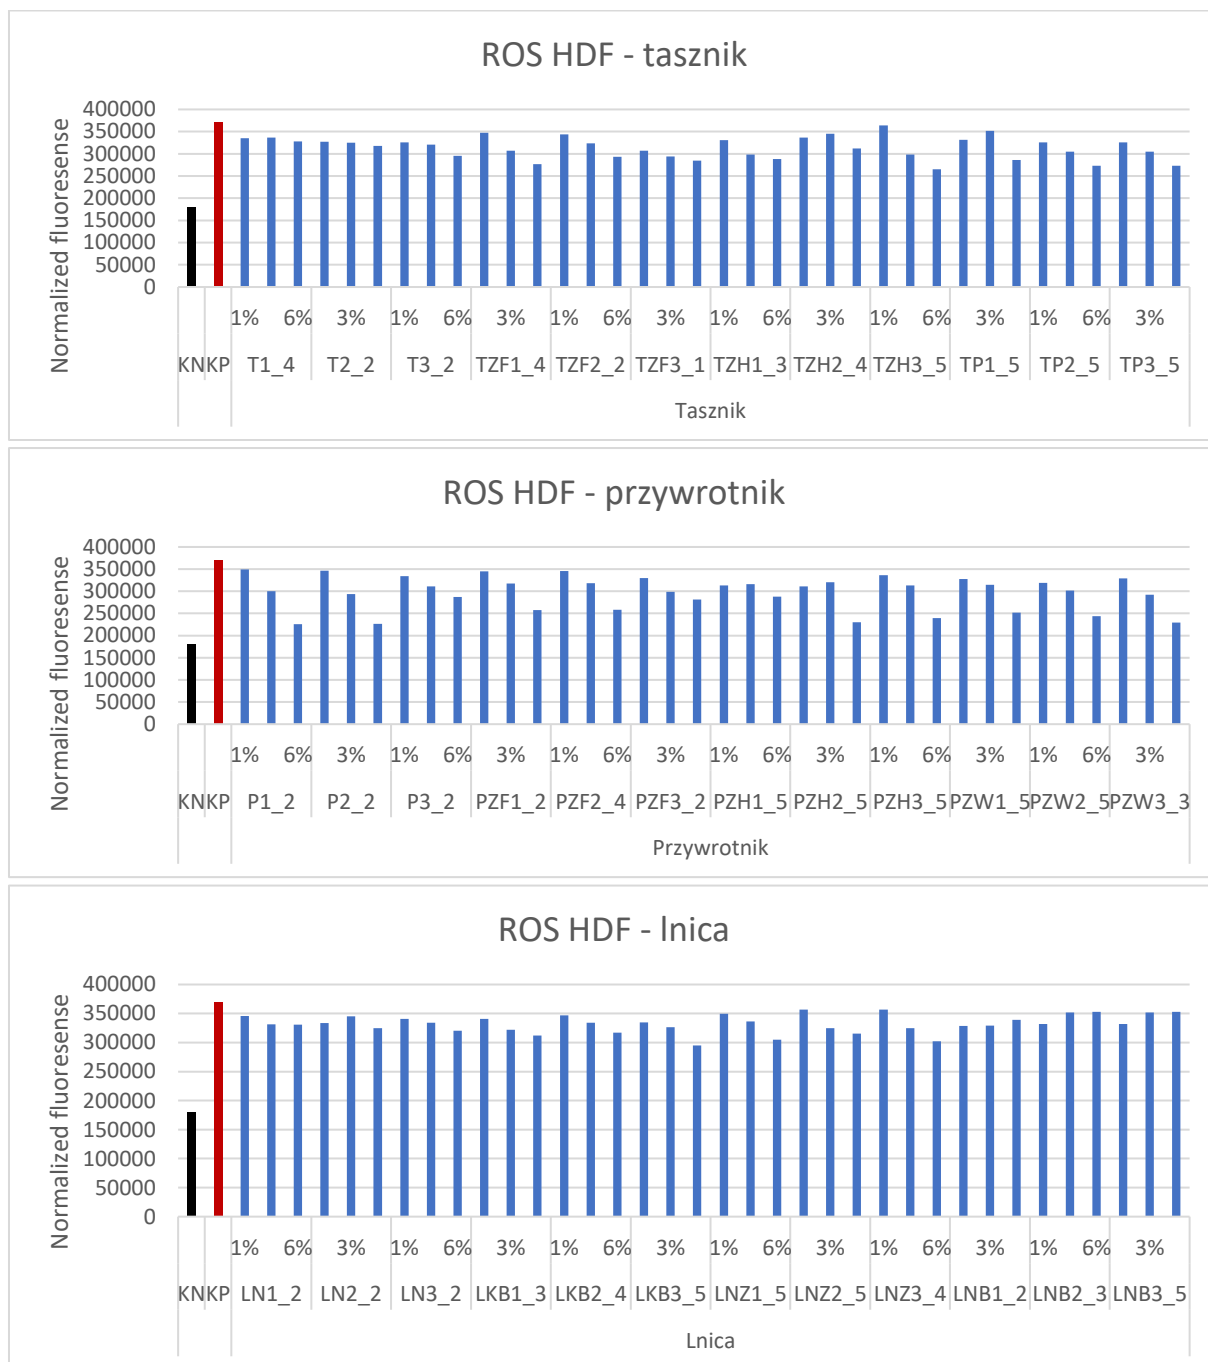 ROS HDF - tasznik
Normalized fluoresense
400000
350000
300000
250000
200000
150000
100000
50000
0
1% 6% 3% 1% 6% 3% 1% 6% 3% 1% 6% 3% 1% 6% 3% 1% 6% 3%
KN KP T1_4 T2_2 T3_2 TZF1_4 TZF2_2 TZF3_1 TZH1_3 TZH2_4 TZH3_5 TP1_5 TP2_5 TP3_5
Tasznik
ROS HDF - przywrotnik
Normalized fluoresense
400000
350000
300000
250000
200000
150000
100000
50000
0
1% 6% 3% 1% 6% 3% 1% 6% 3% 1% 6% 3% 1% 6% 3% 1% 6% 3%
KN KP P1_2 P2_2 P3_2 PZF1_2 PZF2_4 PZF3_2 PZH1_5 PZH2_5 PZH3_5 PZW1_5 PZW2_5 PZW3_3
Przywrotnik
ROS HDF - lnica
Normalized fluoresense
400000
350000
300000
250000
200000
150000
100000
50000
0
1% 6% 3% 1% 6% 3% 1% 6% 3% 1% 6% 3% 1% 6% 3% 1% 6% 3%
KN KP LN1_2 LN2_2 LN3_2 LKB1_3 LKB2_4 LKB3_5 LNZ1_5 LNZ2_5 LNZ3_4 LNB1_2 LNB2_3 LNB3_5
Lnica